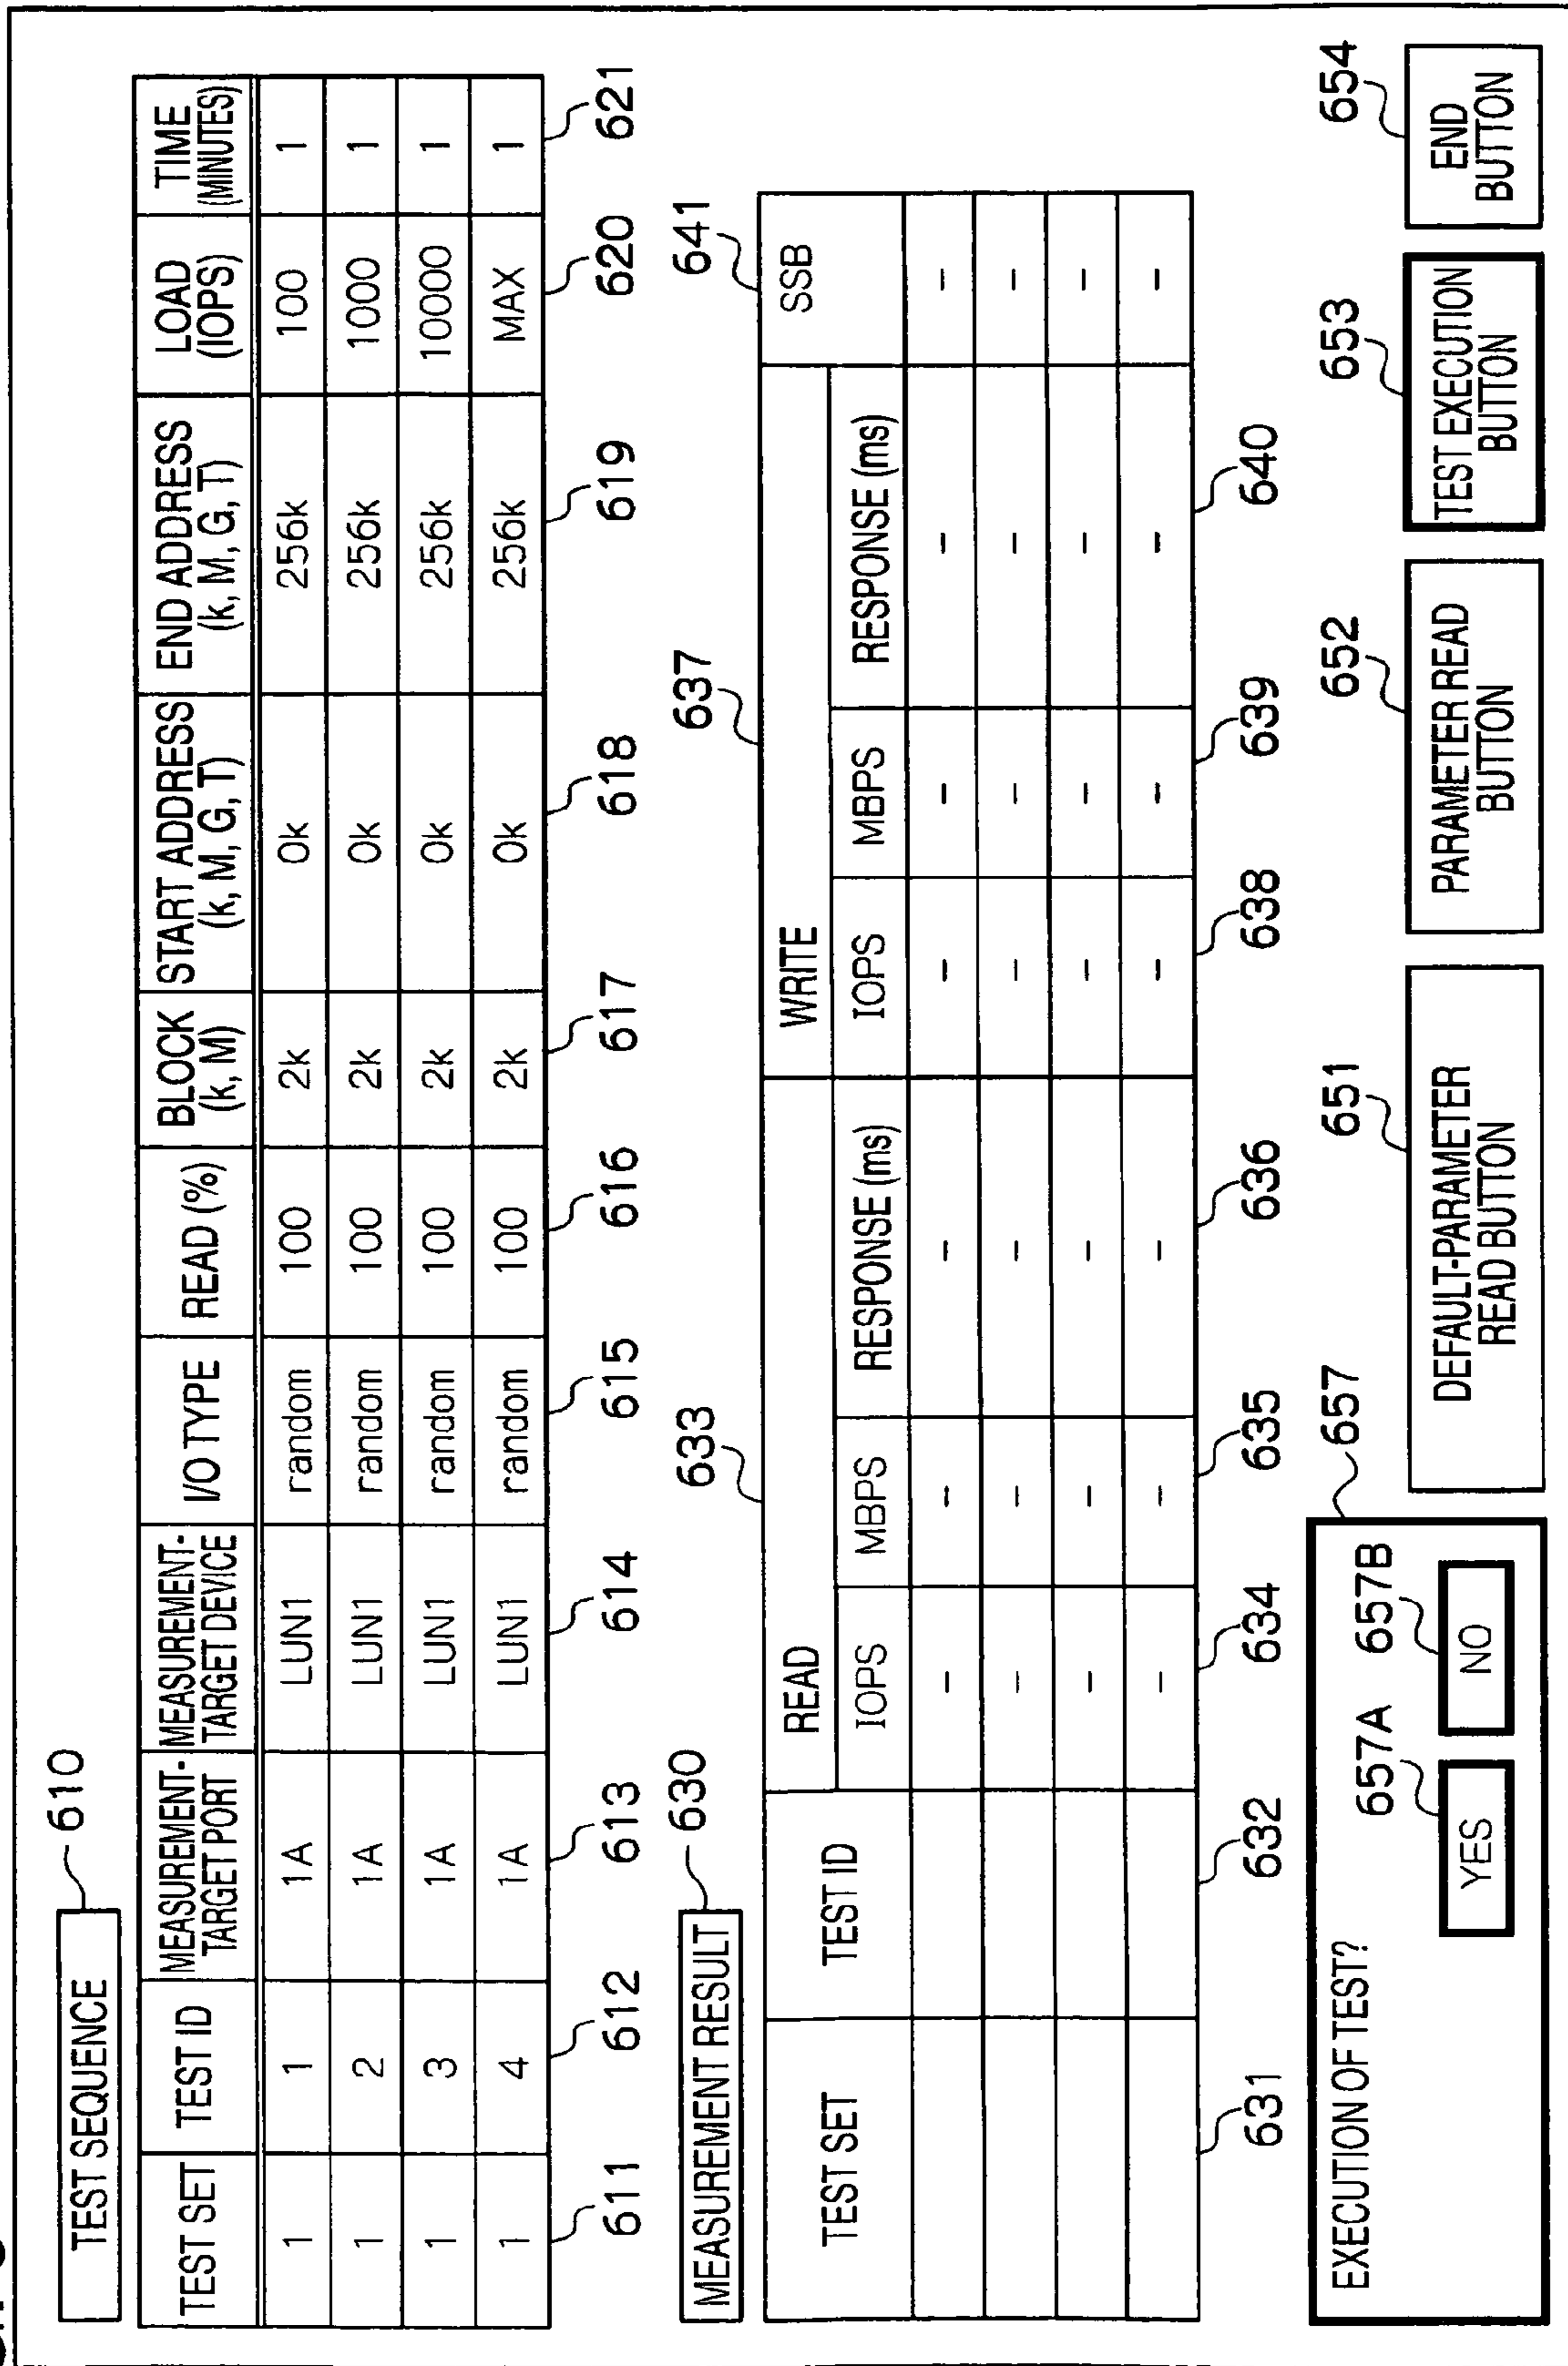 TEST SEQUENCE 610
TEST SET TEST ID MEASUREMENT- MEASUREMENT- I/O TYPE READ (%) BLOCK START ADDRESS END ADDRESS LOAD TIME
TARGET PORT TARGET DEVICE (k, M) (k, M, G, T) (k, M, G, T) (IOPS) (MINUTES)
1 1 1A LUN1 random 100 2k 0k 256k 100 1
1 2 1A LUN1 random 100 2k 0k 256k 1000 1
1 3 1A LUN1 random 100 2k 0k 256k 10000 1
1 4 1A LUN1 random 100 2k 0k 256k MAX 1
611 612 613 614 615 616 617 618 619 620 621
MEASUREMENT RESULT 630 633 637 641
TEST SET TEST ID READ WRITE SSB
IOPS MBPS RESPONSE (ms) IOPS MBPS RESPONSE (ms)
– – – – – – –
– – – – – – –
– – – – – – –
– – – – – – –
631 632 634 635 636 638 639 640
657 651 652 653 654
EXECUTION OF TEST?
657A 657B
YES NO
DEFAULT-PARAMETER
READ BUTTON
PARAMETER READ
BUTTON
TEST EXECUTION
BUTTON
END
BUTTON